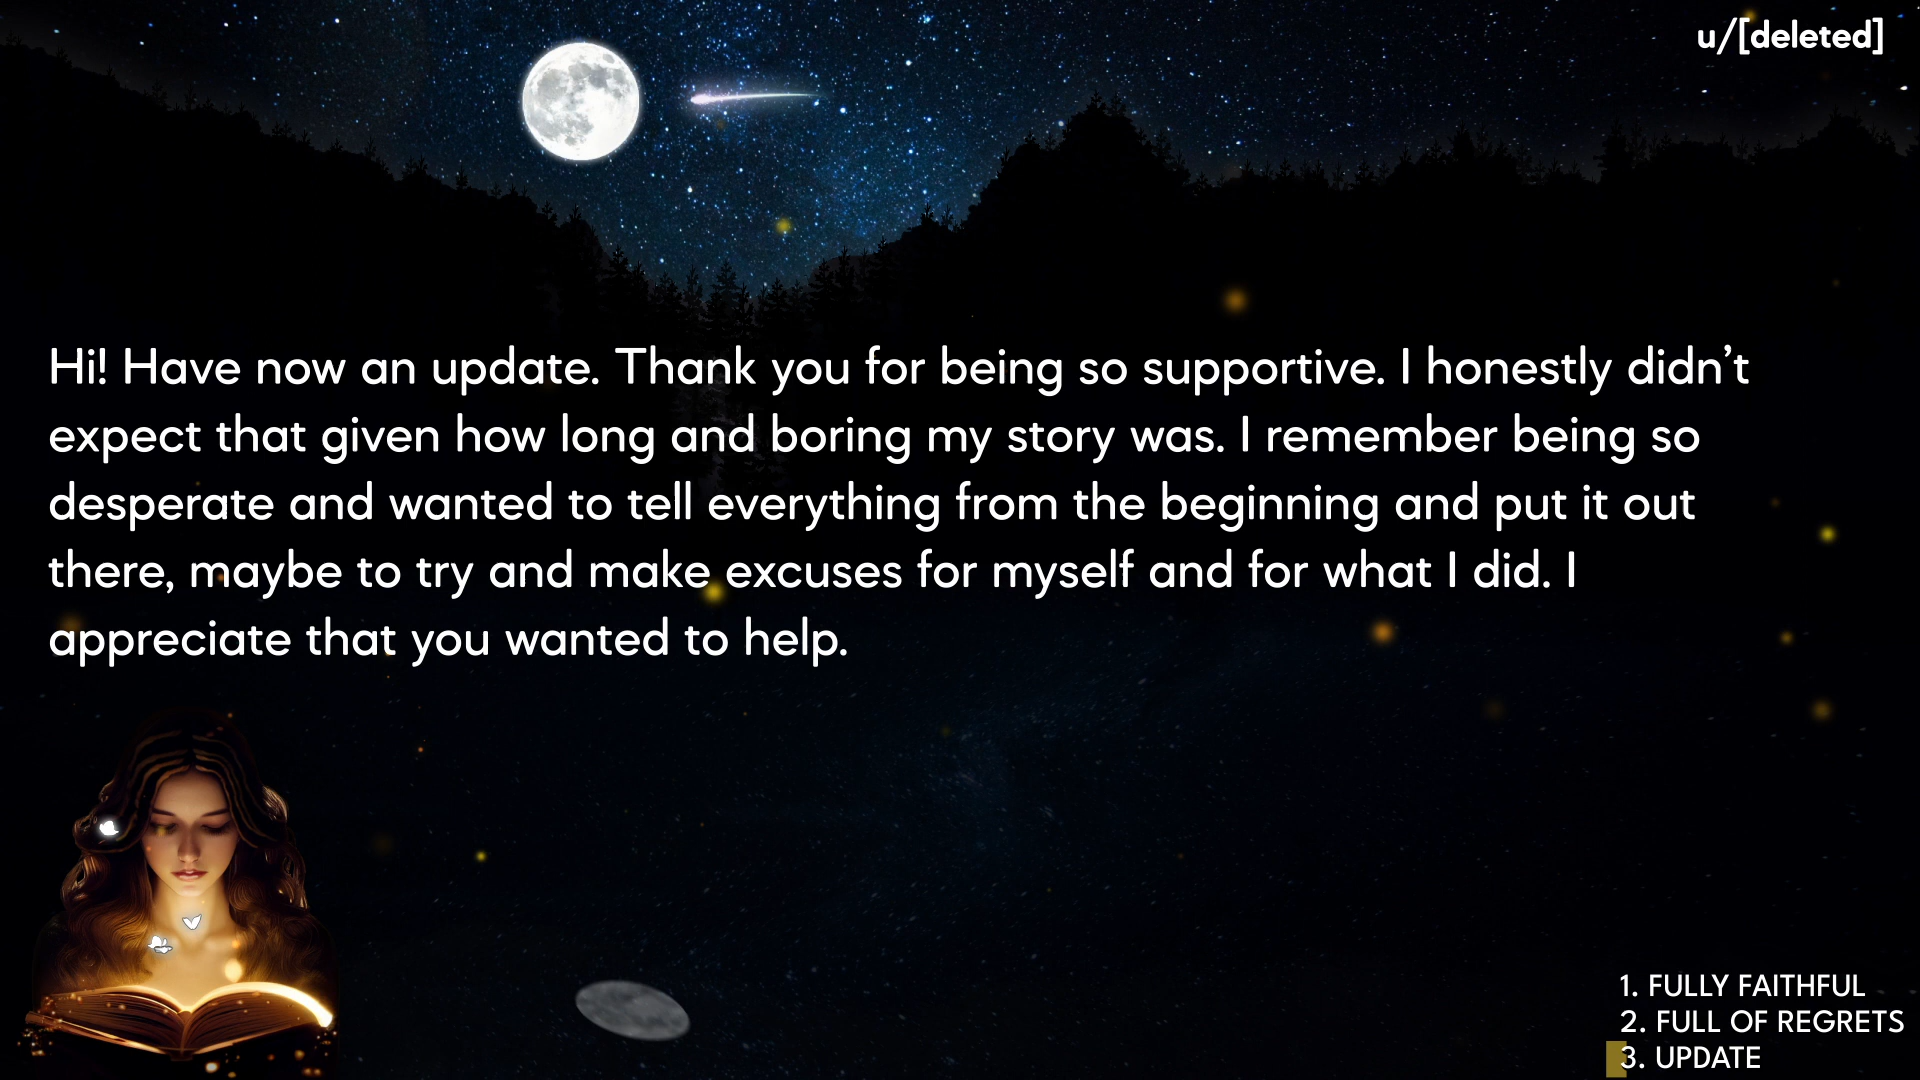 u/[deleted]
Hi! Have now an update. Thank you for being so supportive. I honestly didn’t
expect that given how long and boring my story was. I remember being so
desperate and wanted to tell everything from the beginning and put it out
there, maybe to try and make excuses for myself and for what I did. I
appreciate that you wanted to help.
1. FULLY FAITHFUL
2. FULL OF REGRETS
3. UPDATE